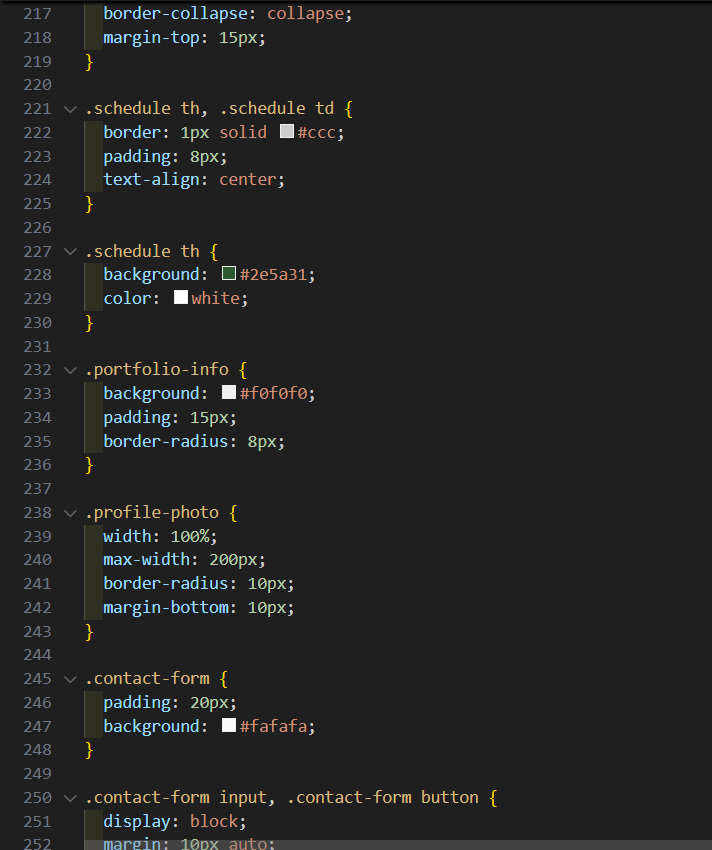 217 border-collapse: collapse;
218 margin-top: 15px;
219 }
220
221 .schedule th, .schedule td {
222 border: 1px solid #ccc;
223 padding: 8px;
224 text-align: center;
225 }
226
227 .schedule th {
228 background: #2e5a31;
229 color: white;
230 }
231
232 .portfolio-info {
233 background: #f0f0f0;
234 padding: 15px;
235 border-radius: 8px;
236 }
237
238 .profile-photo {
239 width: 100%;
240 max-width: 200px;
241 border-radius: 10px;
242 margin-bottom: 10px;
243 }
244
245 .contact-form {
246 padding: 20px;
247 background: #fafafa;
248 }
249
250 .contact-form input, .contact-form button {
251 display: block;
252 margin: 10px auto;